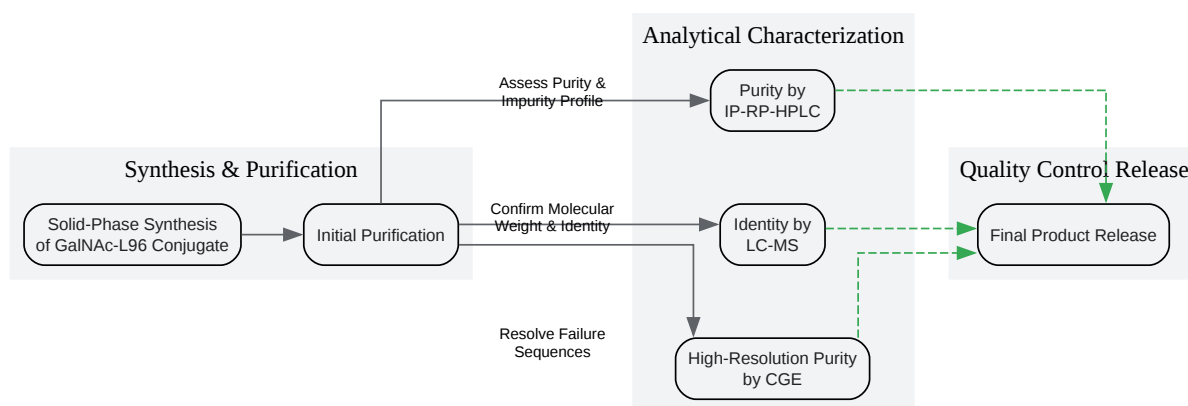 Analytical Characterization
Assess Purity &
Impurity Profile
Purity by
IP-RP-HPLC
Synthesis & Purification
Quality Control Release
Solid-Phase Synthesis
of GalNAc-L96 Conjugate
Initial Purification
Confirm Molecular
Weight & Identity
Identity by
LC-MS
Final Product Release
Resolve Failure
Sequences
High-Resolution Purity
by CGE